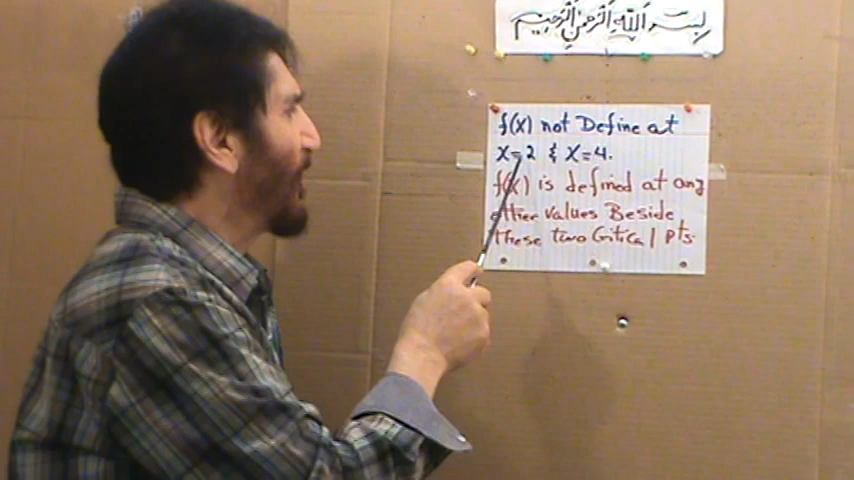 بسم الله الرحمن الرحیم
f(x) not Define at
x=2 & x=4.
f(x) is defined at any
other values Beside
these two Critical pts.